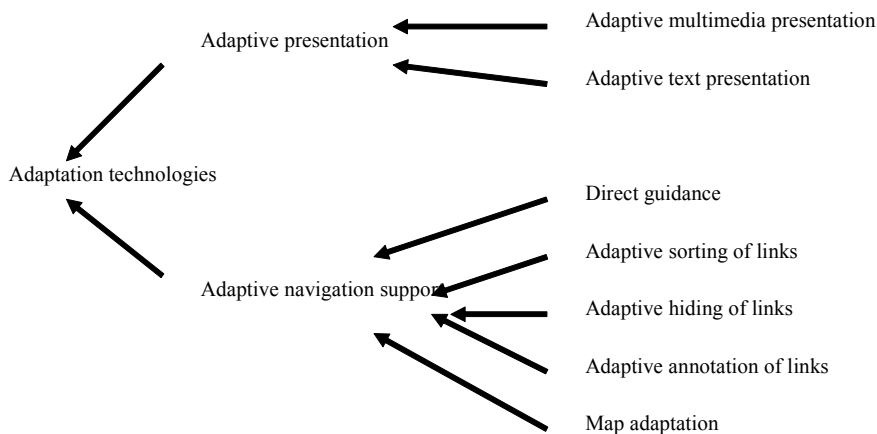 Adaptive multimedia presentation
Adaptive presentation
Adaptive text presentation
Adaptation technologies
Direct guidance
Adaptive sorting of links
Adaptive navigation support
Adaptive hiding of links
Adaptive annotation of links
Map adaptation